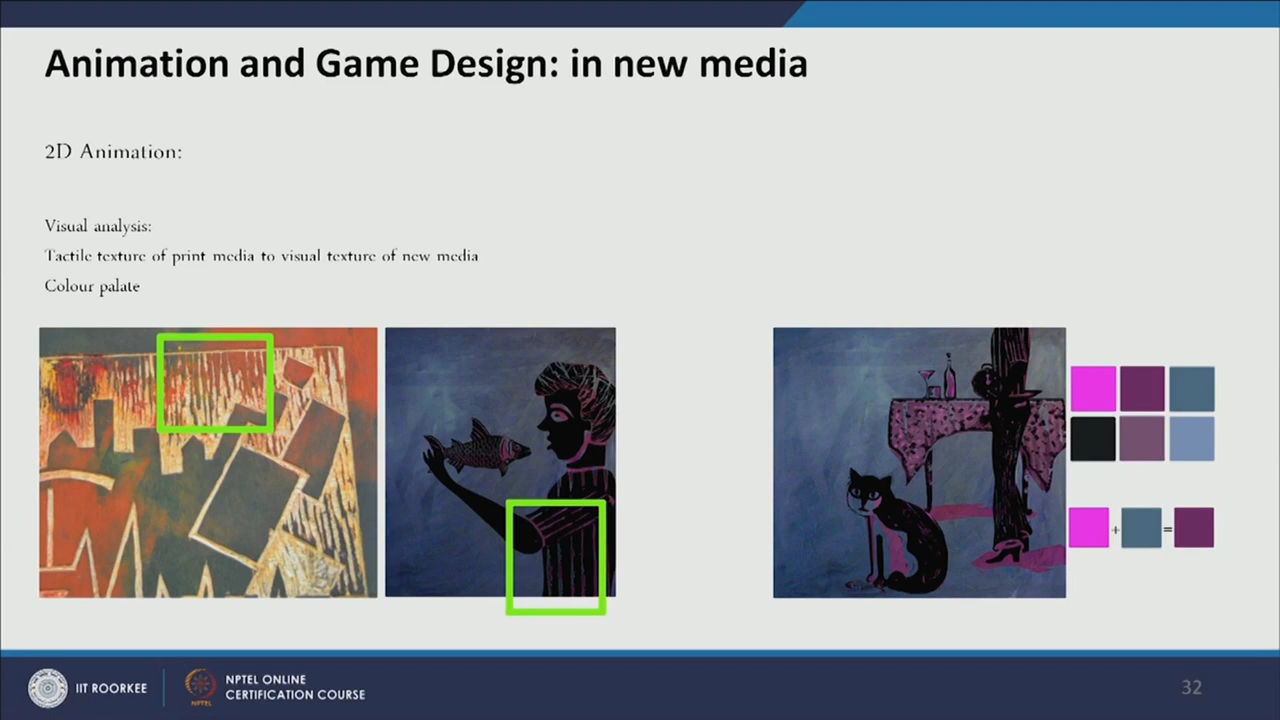 Animation and Game Design: in new media
2D Animation:
Visual analysis:
Tactile texture of print media to visual texture of new media
Colour palate
+ =
IIT ROORKEE
NPTEL
NPTEL ONLINE
CERTIFICATION COURSE
32